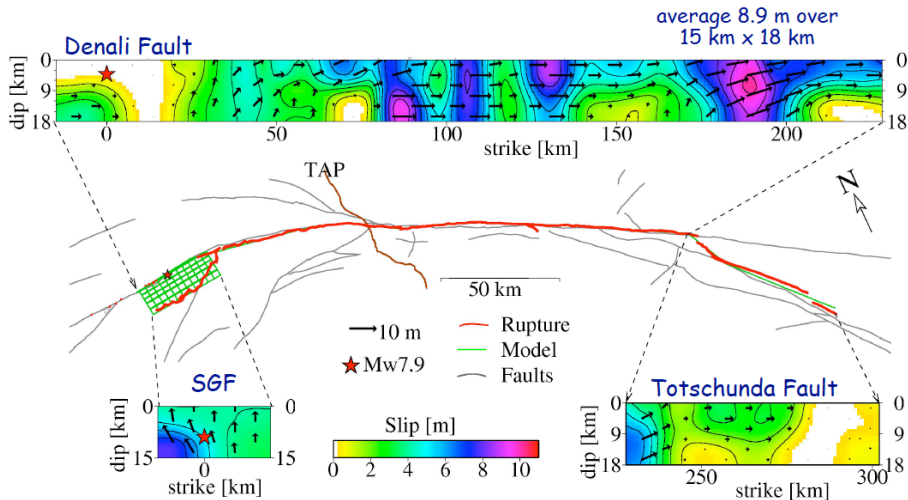 Denali Fault
average 8.9 m over
15 km x 18 km
dip [km]
0
9
18
0
9
18
0
50
100
150
200
strike [km]
TAP
N
50 km
10 m
Mw7.9
Rupture
Model
Faults
SGF
dip [km]
0
15
0
15
0
strike [km]
Slip [m]
0 2 4 6 8 10
Totschunda Fault
dip [km]
0
9
18
0
9
18
250
300
strike [km]